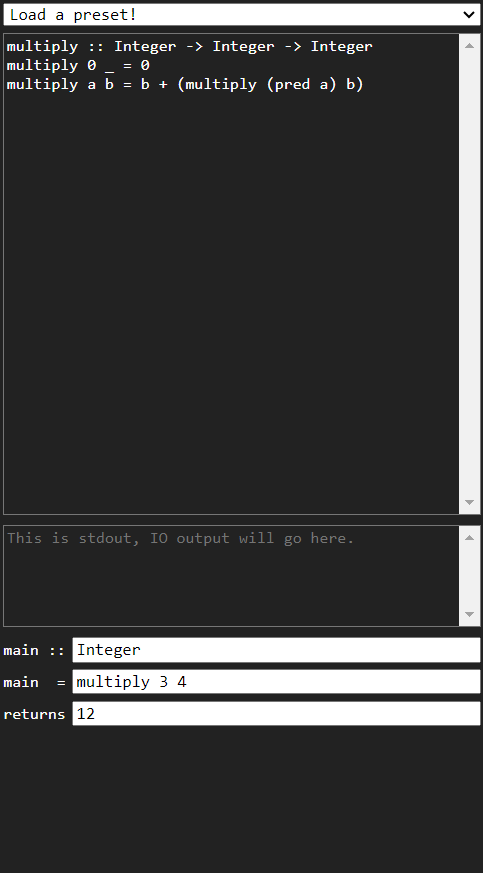 Load a preset!
multiply :: Integer -> Integer -> Integer
multiply 0 _ = 0
multiply a b = b + (multiply (pred a) b)
This is stdout, IO output will go here.
main :: Integer
main  = multiply 3 4
returns 12